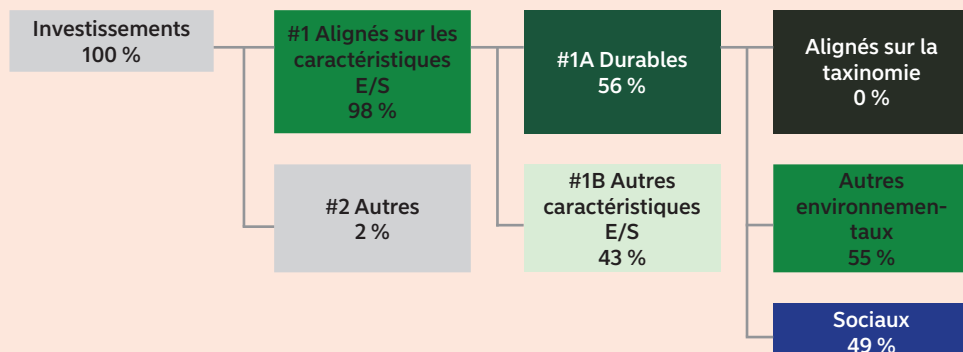 Investissements
100 %
#1 Alignés sur les
caractéristiques
E/S
98 %
#1A Durables
56 %
Alignés sur la
taxinomie
0 %
#2 Autres
2 %
#1B Autres
caractéristiques
E/S
43 %
Autres
environnemen-
taux
55 %
Sociaux
49 %